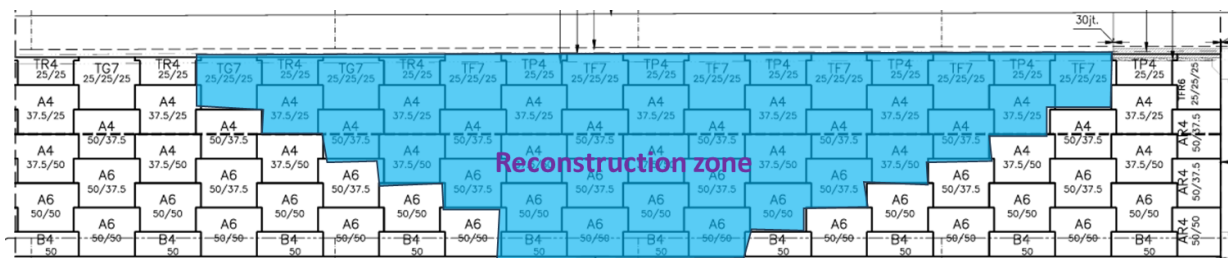 30jt.
TR4 TG7 TR4 TG7 TR4 TG7 TR4 TF7 TP4 TF7 TP4 TF7 TP4 TF7 TP4 TF7 TP4 TF7 TP4
25/25 25/25/25 25/25 25/25/25 25/25 25/25/25 25/25 25/25/25 25/25 25/25/25 25/25 25/25/25 25/25 25/25/25 25/25 25/25/25 25/25 25/25/25 25/25
A4 A4 A4 A4 A4 A4 A4 A4 A4 A4
37.5/25 37.5/25 37.5/25 37.5/25 37.5/25 37.5/25 37.5/25 37.5/25 37.5/25 37.5/25
A4 A4 A4 A4 A4 A4 A4 A4 A4
50/37.5 50/37.5 50/37.5 50/37.5 50/37.5 50/37.5 50/37.5 50/37.5 50/37.5
A4 A4 A4 A4 A4 A4 A4 A4 A4 A4
37.5/50 37.5/50 37.5/50 37.5/50 37.5/50 37.5/50 37.5/50 37.5/50 37.5/50 37.5/50
Reconstruction zone
A6 A6 A6 A6 A6 A6 A6 A6 A6
50/37.5 50/37.5 50/37.5 50/37.5 50/37.5 50/37.5 50/37.5 50/37.5 50/37.5
A6 A6 A6 A6 A6 A6 A6 A6 A6 A6
50/50 50/50 50/50 50/50 50/50 50/50 50/50 50/50 50/50 50/50
A6 A6 A6 A6 A6 A6 A6 A6 A6
50/50 50/50 50/50 50/50 50/50 50/50 50/50 50/50 50/50
B4 B4 B4 B4 B4 B4 B4 B4 B4 B4
50 50 50 50 50 50 50 50 50 50
TFR6
25/25/25
AR4
50/37.5
AR4
50/37.5
AR4
50/50